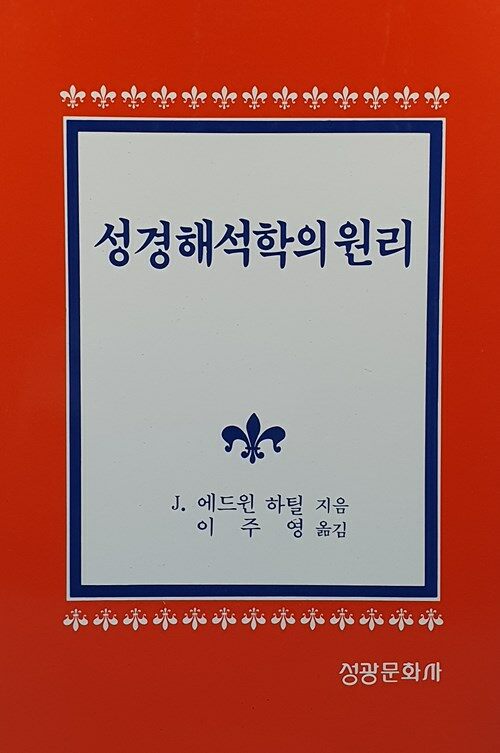 성경해석학의 원리
J. 에드윈 하틸 지음
이 주 영 옮김
성광문화사